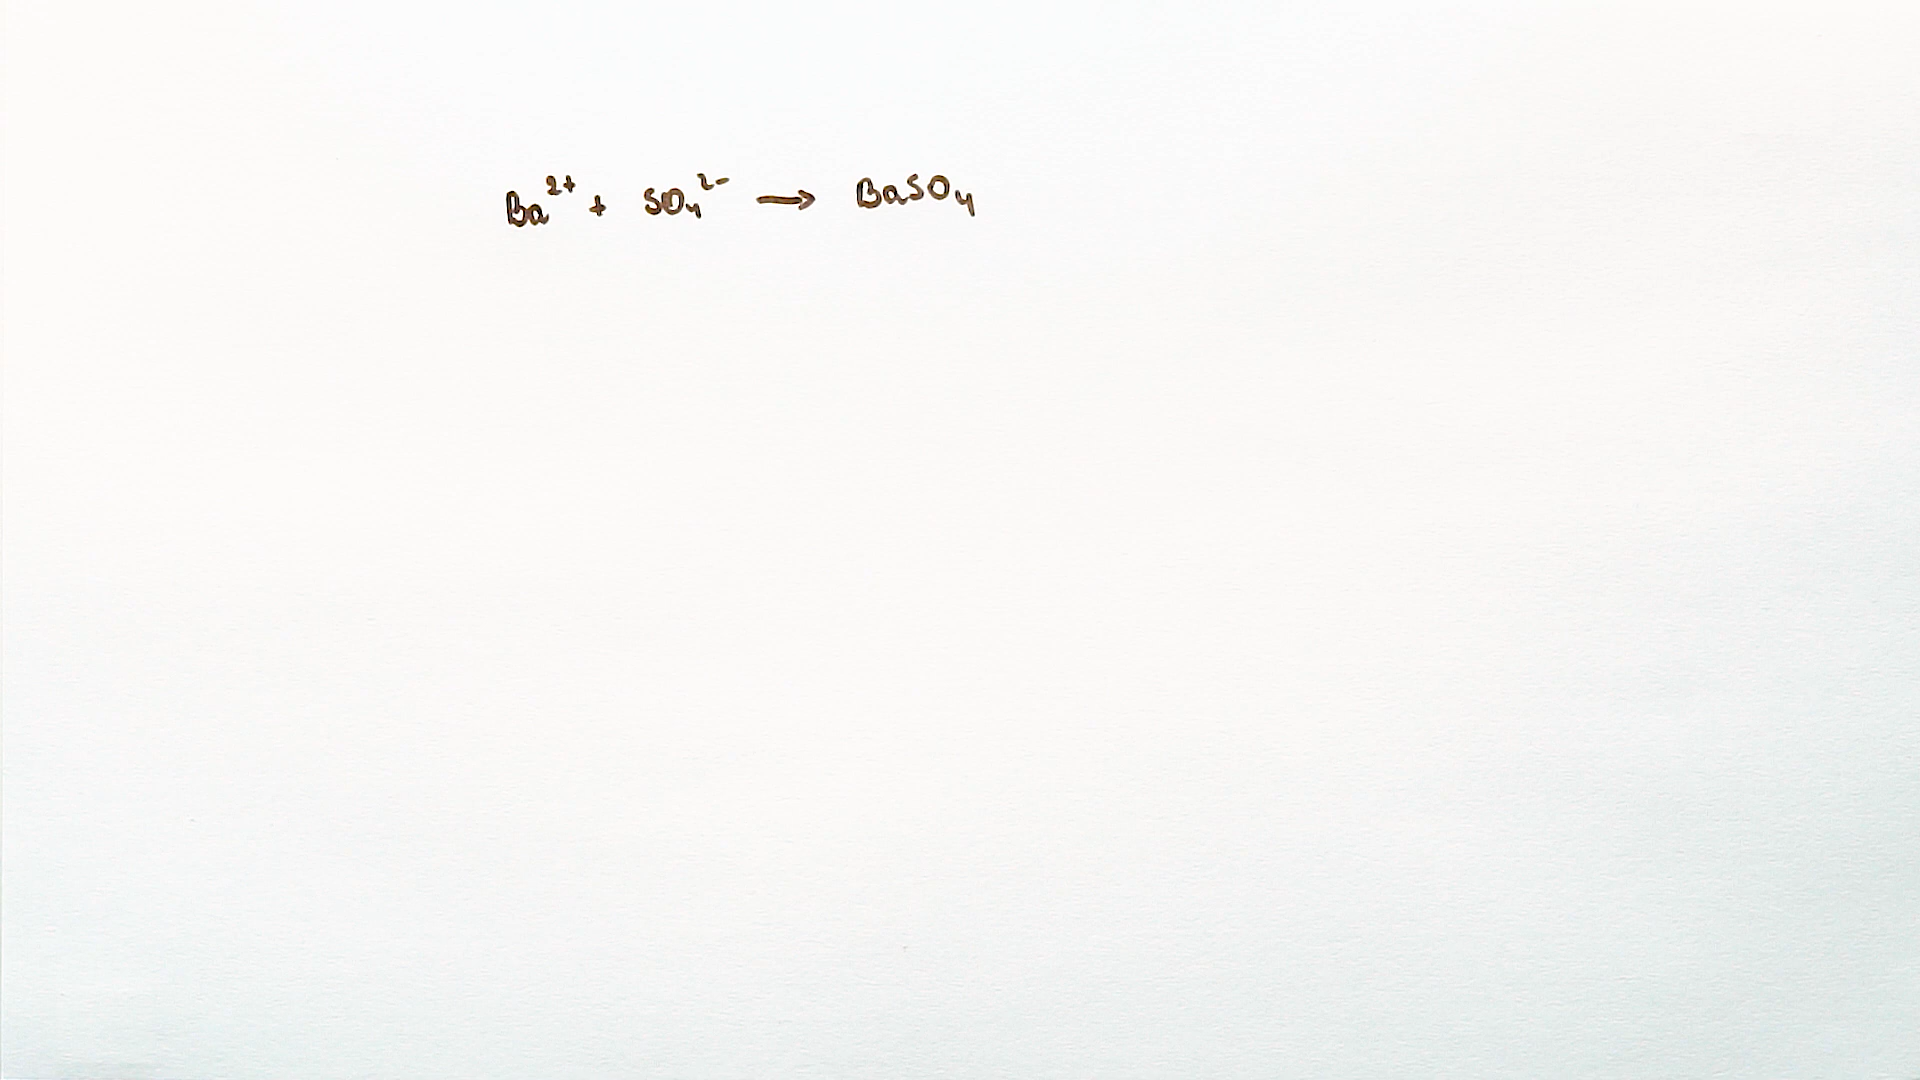 Ba²⁺ + SO₄²⁻ → BaSO₄